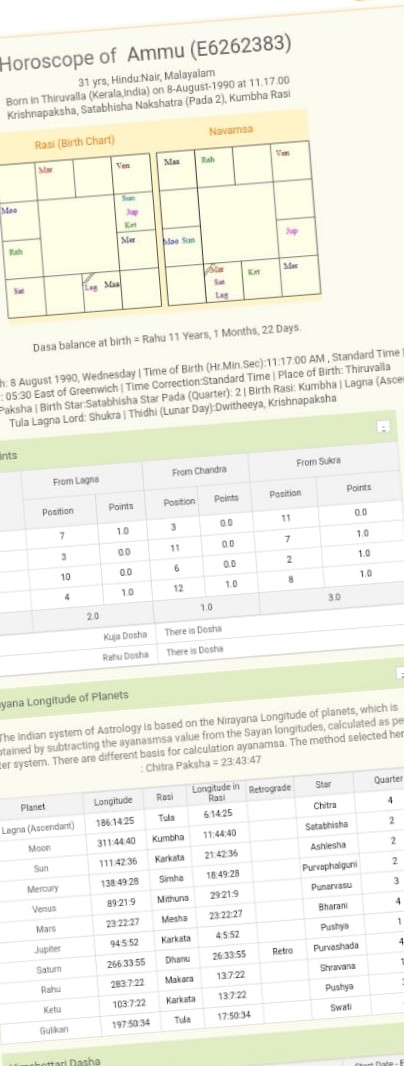 Horoscope of Ammu (E6262383)
31 yrs, Hindu:Nair, Malayalam
Born in Thiruvalla (Kerala,India) on 8-August-1990 at 11.17.00
Krishnapaksha, Satabhisha Nakshatra (Pada 2), Kumbha Rasi
Rasi (Birth Chart)
Navamsa
Mar Ven
Moo Sun
Jup
Ket
Rah Mer
Sat Lag Maa
Maa Rah Ven
Moo Sun Jup
Mar
Sat
Lag
Ket Mer
Dasa balance at birth = Rahu 11 Years, 1 Months, 22 Days.
h: 8 August 1990, Wednesday | Time of Birth (Hr.Min.Sec):11:17:00 AM , Standard Time |
: 05:30 East of Greenwich | Time Correction:Standard Time | Place of Birth: Thiruvalla
Paksha | Birth Star:Satabhisha Star Pada (Quarter): 2 | Birth Rasi: Kumbha | Lagna (Ascen
Tula Lagna Lord: Shukra | Thidhi (Lunar Day):Dwitheeya, Krishnapaksha
ints
From Lagna From Chandra From Sukra
Position Points Position Points Position Points
7 1.0 3 0.0 11 0.0
3 0.0 11 0.0 7 1.0
10 0.0 6 0.0 2 1.0
4 1.0 12 1.0 8 1.0
2.0 1.0 3.0
Kuja Dosha There is Dosha
Rahu Dosha There is Dosha
yana Longitude of Planets
The Indian system of Astrology is based on the Nirayana Longitude of planets, which is
btained by subtracting the ayanasmsa value from the Sayan longitudes, calculated as pe
ter system. There are different basis for calculation ayanamsa. The method selected her
: Chitra Paksha = 23:43:47
Planet Longitude Rasi Longitude in Rasi Retrograde Star Quarter
Lagna (Ascendant) 186:14:25 Tula 6:14:25 Chitra 4
Moon 311:44:40 Kumbha 11:44:40 Satabhisha 2
Sun 111:42:36 Karkata 21:42:36 Ashlesha 2
Mercury 138:49:28 Simha 18:49:28 Purvaphalguni 2
Venus 89:21:9 Mithuna 29:21:9 Punarvasu 3
Mars 23:22:27 Mesha 23:22:27 Bharani 4
Jupiter 94:5:52 Karkata 4:5:52 Pushya 1
Saturn 266:33:55 Dhanu 26:33:55 Retro Purvashada 4
Rahu 283:7:22 Makara 13:7:22 Shravana
Ketu 103:7:22 Karkata 13:7:22 Pushya
Gulikan 197:50:34 Tula 17:50:34 Swati